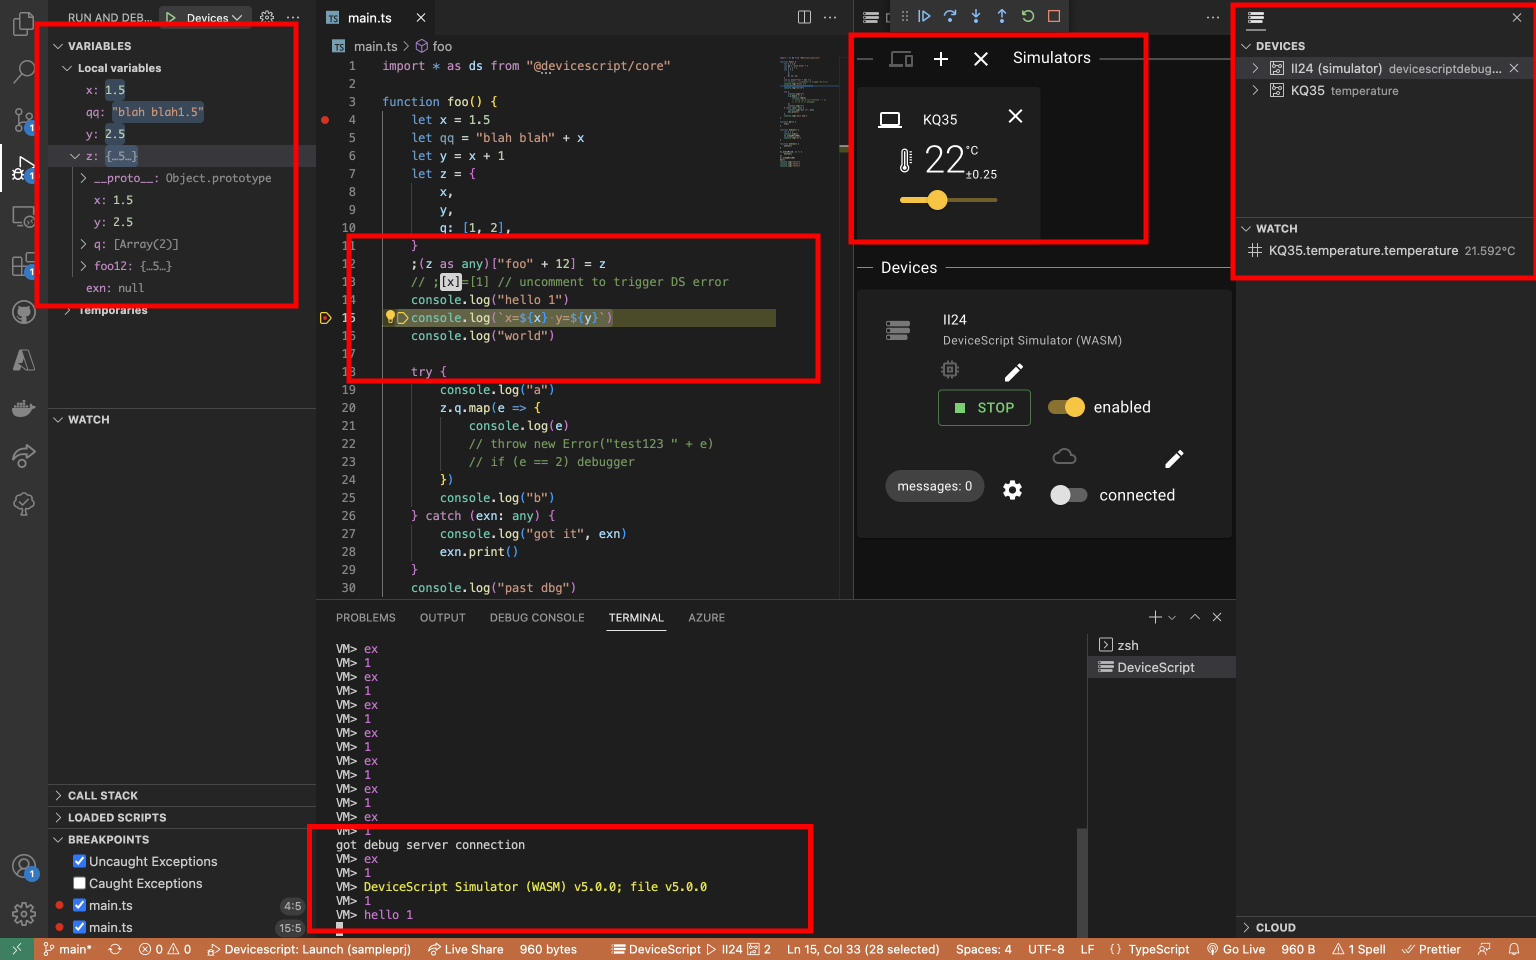 RUN AND DEB... Devices
VARIABLES
Local variables
x: 1.5
qq: "blah blah1.5"
y: 2.5
z: {…5…}
__proto__: Object.prototype
x: 1.5
y: 2.5
q: [Array(2)]
foo12: {…5…}
exn: null
Temporaries
WATCH
CALL STACK
LOADED SCRIPTS
BREAKPOINTS
Uncaught Exceptions
Caught Exceptions
main.ts 4:5
main.ts 15:5
1
1
1
1
TS main.ts
TS main.ts > foo
1 import * as ds from "@devicescript/core"
2
3 function foo() {
4 let x = 1.5
5 let qq = "blah blah" + x
6 let y = x + 1
7 let z = {
8 x,
9 y,
10 q: [1, 2],
11 }
12 ;(z as any)["foo" + 12] = z
13 // ;[x]=[1] // uncomment to trigger DS error
14 console.log("hello 1")
15 console.log(`x=${x}·y=${y}`)
16 console.log("world")
17
18 try {
19 console.log("a")
20 z.q.map(e => {
21 console.log(e)
22 // throw new Error("test123 " + e)
23 // if (e == 2) debugger
24 })
25 console.log("b")
26 } catch (exn: any) {
27 console.log("got it", exn)
28 exn.print()
29 }
30 console.log("past dbg")
Simulators
KQ35
22°C
±0.25
Devices
II24
DeviceScript Simulator (WASM)
STOP enabled
messages: 0 connected
DEVICES
II24 (simulator) devicescriptdebug...
KQ35 temperature
WATCH
KQ35.temperature.temperature 21.592°C
CLOUD
PROBLEMS OUTPUT DEBUG CONSOLE TERMINAL AZURE
VM> ex
VM> 1
VM> ex
VM> 1
VM> ex
VM> 1
VM> ex
VM> 1
VM> ex
VM> 1
VM> ex
VM> 1
VM> ex
VM> 1
got debug server connection
VM> ex
VM> 1
VM> DeviceScript Simulator (WASM) v5.0.0; file v5.0.0
VM> 1
VM> hello 1
zsh
DeviceScript
main* 0 0 Devicescript: Launch (sampleprj) Live Share 960 bytes DeviceScript II24 2 Ln 15, Col 33 (28 selected) Spaces: 4 UTF-8 LF {} TypeScript Go Live 960 B 1 Spell Prettier